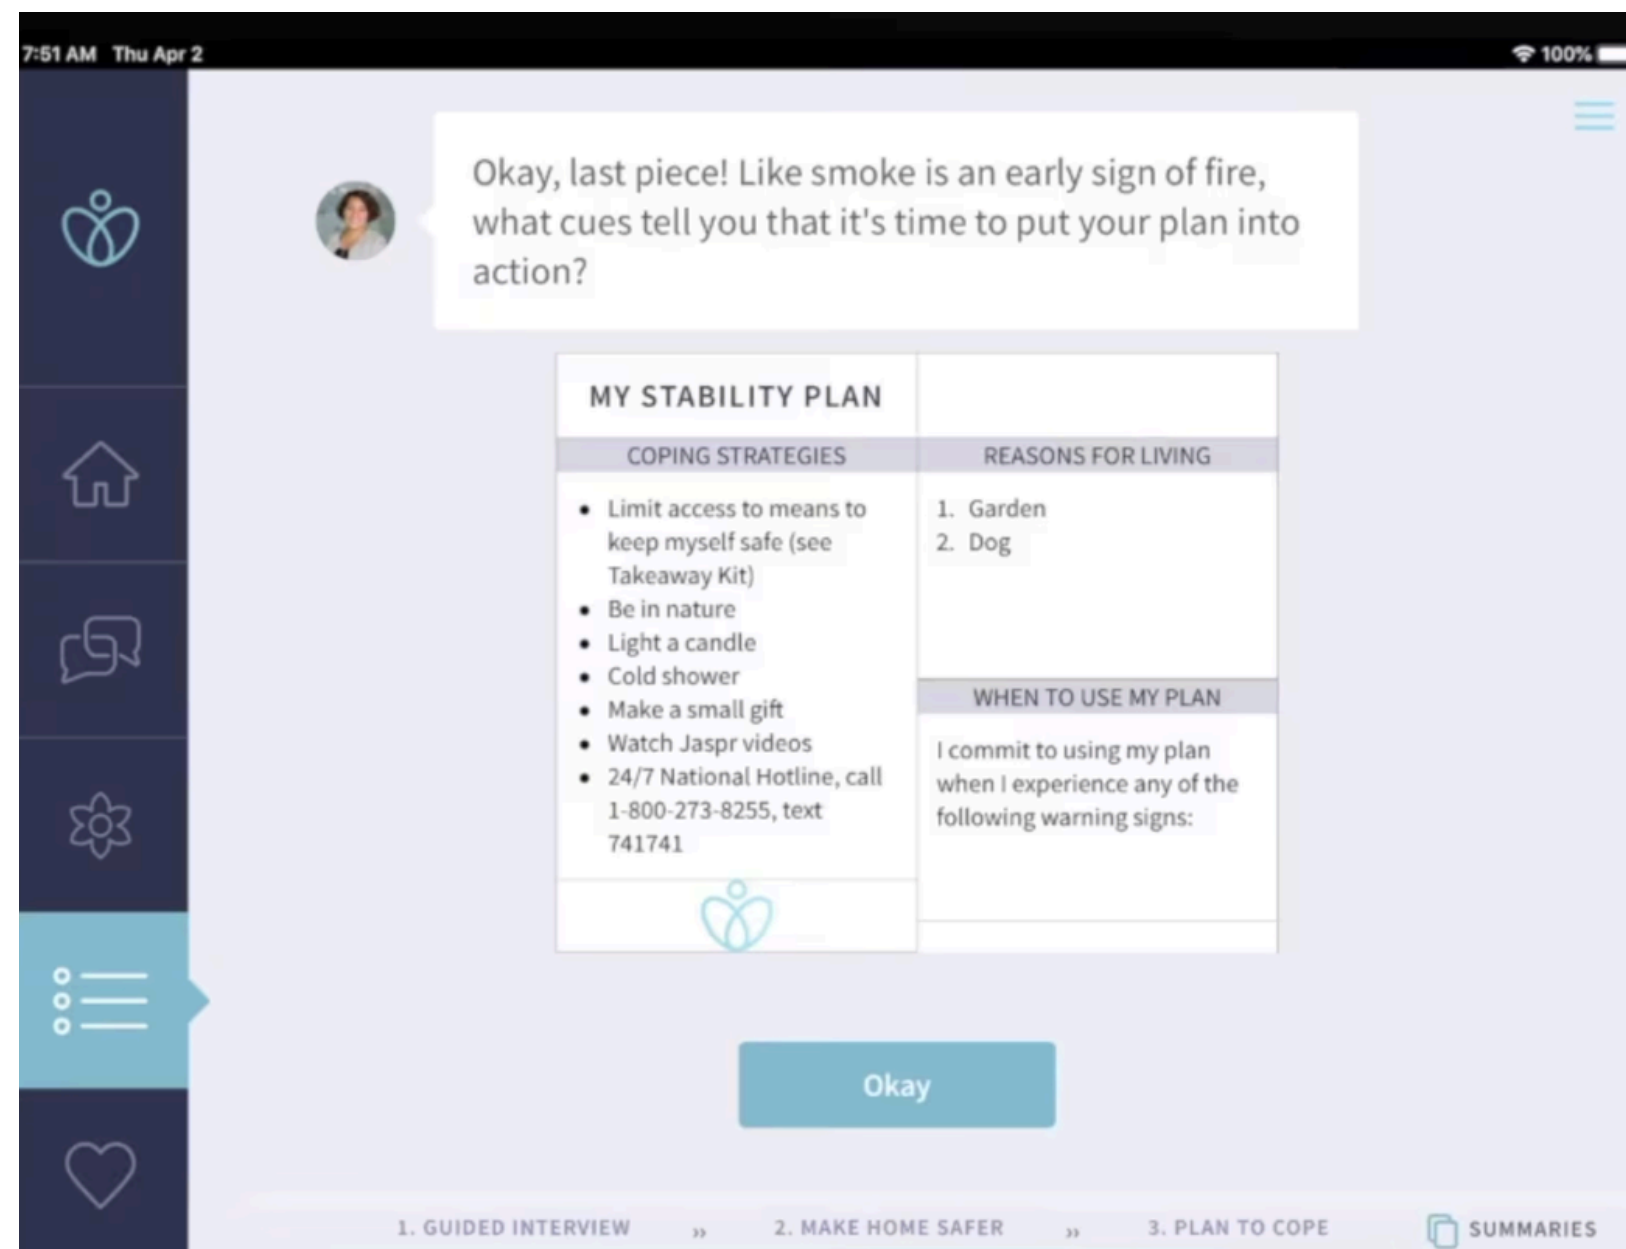 7:51 AM Thu Apr 2
100%
Okay, last piece! Like smoke is an early sign of fire,
what cues tell you that it's time to put your plan into
action?
MY STABILITY PLAN
COPING STRATEGIES
• Limit access to means to
keep myself safe (see
Takeaway Kit)
• Be in nature
• Light a candle
• Cold shower
• Make a small gift
• Watch Jaspr videos
• 24/7 National Hotline, call
1-800-273-8255, text
741741
REASONS FOR LIVING
1. Garden
2. Dog
WHEN TO USE MY PLAN
I commit to using my plan
when I experience any of the
following warning signs:
Okay
1. GUIDED INTERVIEW » 2. MAKE HOME SAFER » 3. PLAN TO COPE SUMMARIES